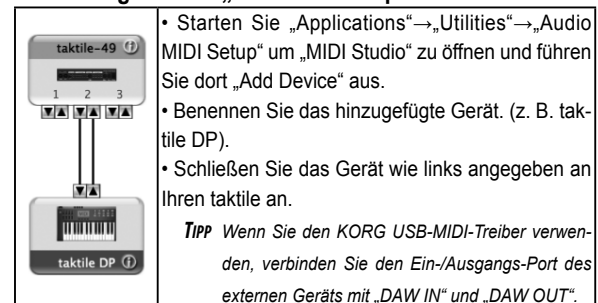 taktile-49
1 2 3
taktile DP
• Starten Sie „Applications“→„Utilities“→„Audio
MIDI Setup“ um „MIDI Studio“ zu öffnen und führen
Sie dort „Add Device“ aus.
• Benennen Sie das hinzugefügte Gerät. (z. B. tak-
tile DP).
• Schließen Sie das Gerät wie links angegeben an
Ihren taktile an.
TIPP Wenn Sie den KORG USB-MIDI-Treiber verwen-
den, verbinden Sie den Ein-/Ausgangs-Port des
externen Geräts mit „DAW IN“ und „DAW OUT“.